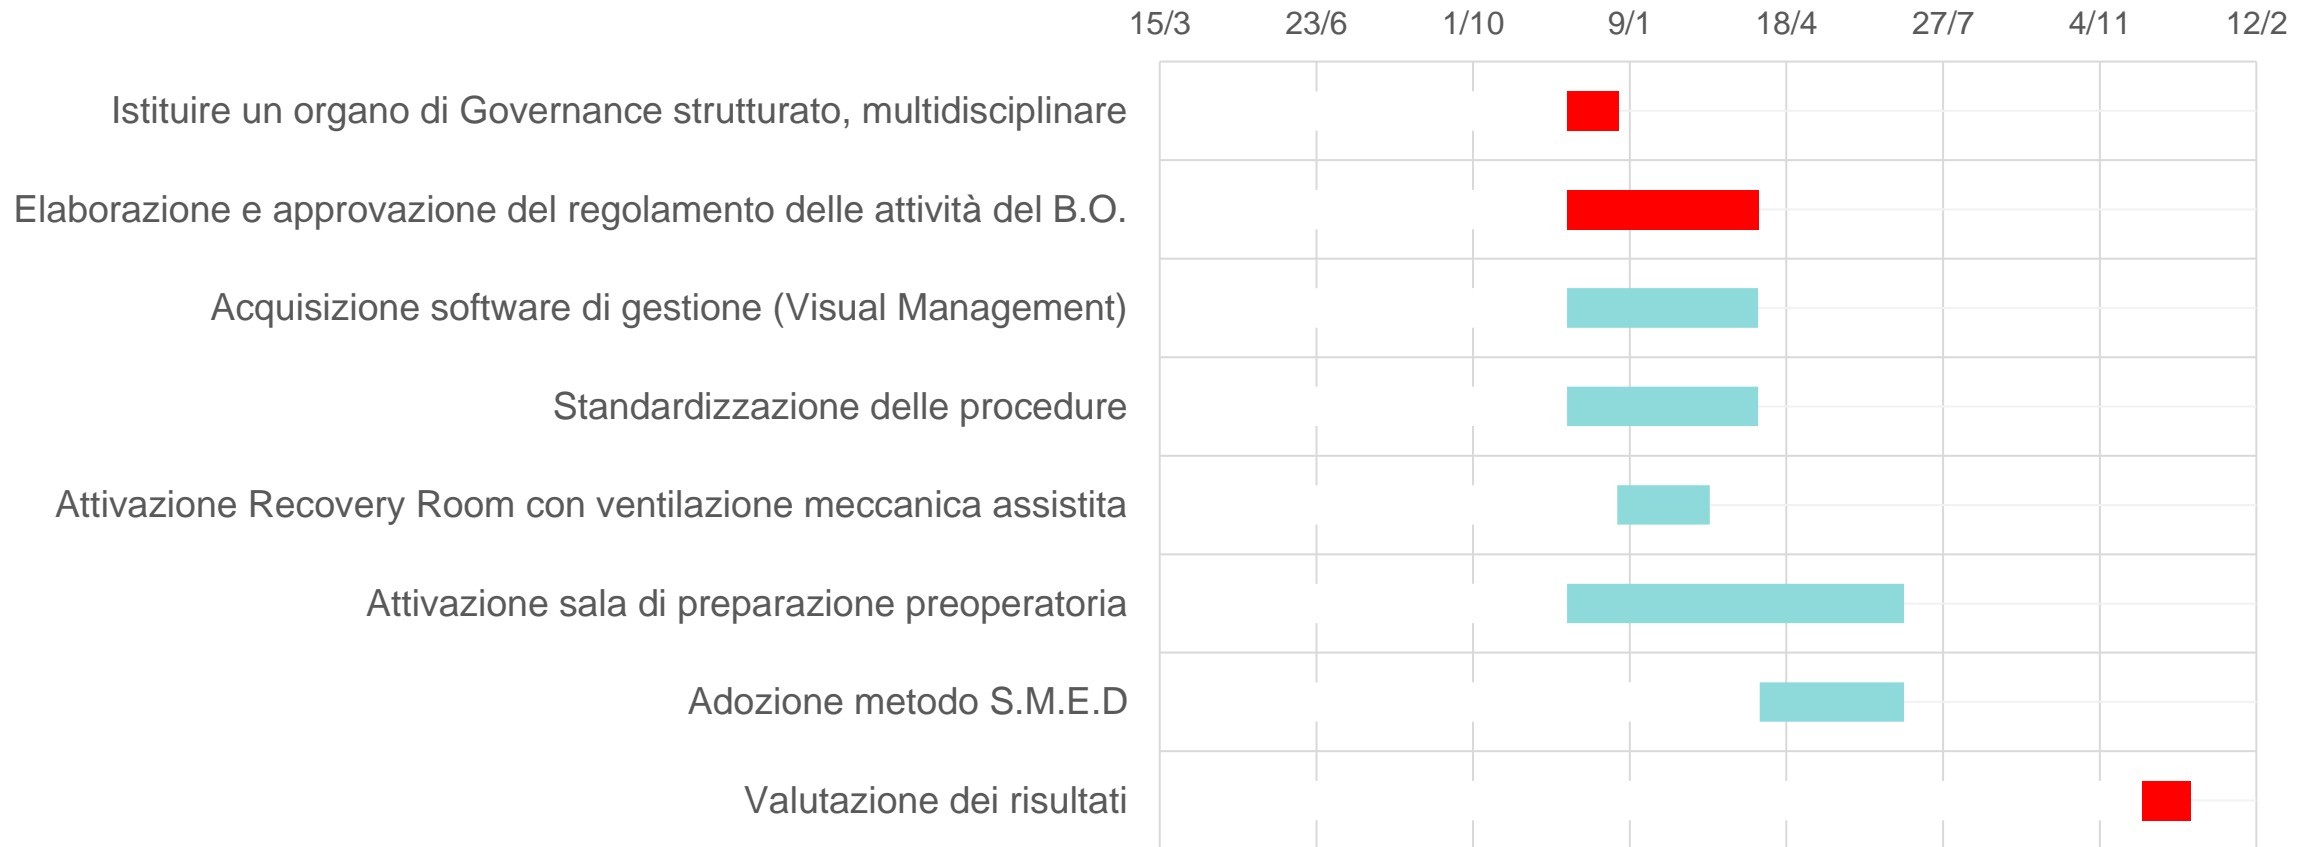 15/3 23/6 1/10 9/1 18/4 27/7 4/11 12/2
Istituire un organo di Governance strutturato, multidisciplinare
Elaborazione e approvazione del regolamento delle attività del B.O.
Acquisizione software di gestione (Visual Management)
Standardizzazione delle procedure
Attivazione Recovery Room con ventilazione meccanica assistita
Attivazione sala di preparazione preoperatoria
Adozione metodo S.M.E.D
Valutazione dei risultati